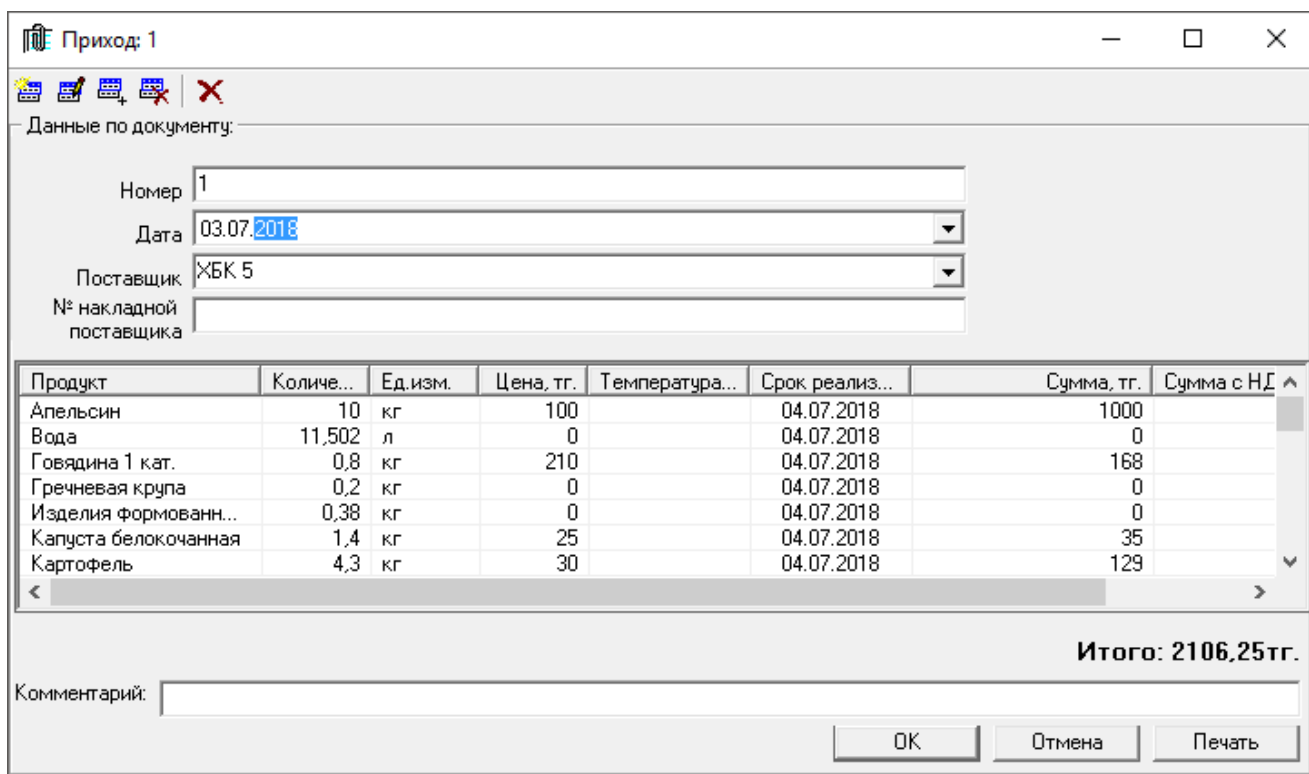 Приход: 1
Данные по документу:
Номер 1
Дата 03.07.2018
Поставщик ХБК 5
№ накладной
поставщика
Продукт Количе... Ед.изм. Цена, тг. Температура... Срок реализ... Сумма, тг. Сумма с НД
Апельсин 10 кг 100 04.07.2018 1000
Вода 11,502 л 0 04.07.2018 0
Говядина 1 кат. 0,8 кг 210 04.07.2018 168
Гречневая крупа 0,2 кг 0 04.07.2018 0
Изделия формованн... 0,38 кг 0 04.07.2018 0
Капуста белокочанная 1,4 кг 25 04.07.2018 35
Картофель 4,3 кг 30 04.07.2018 129
Итого: 2106,25тг.
Комментарий:
OK Отмена Печать